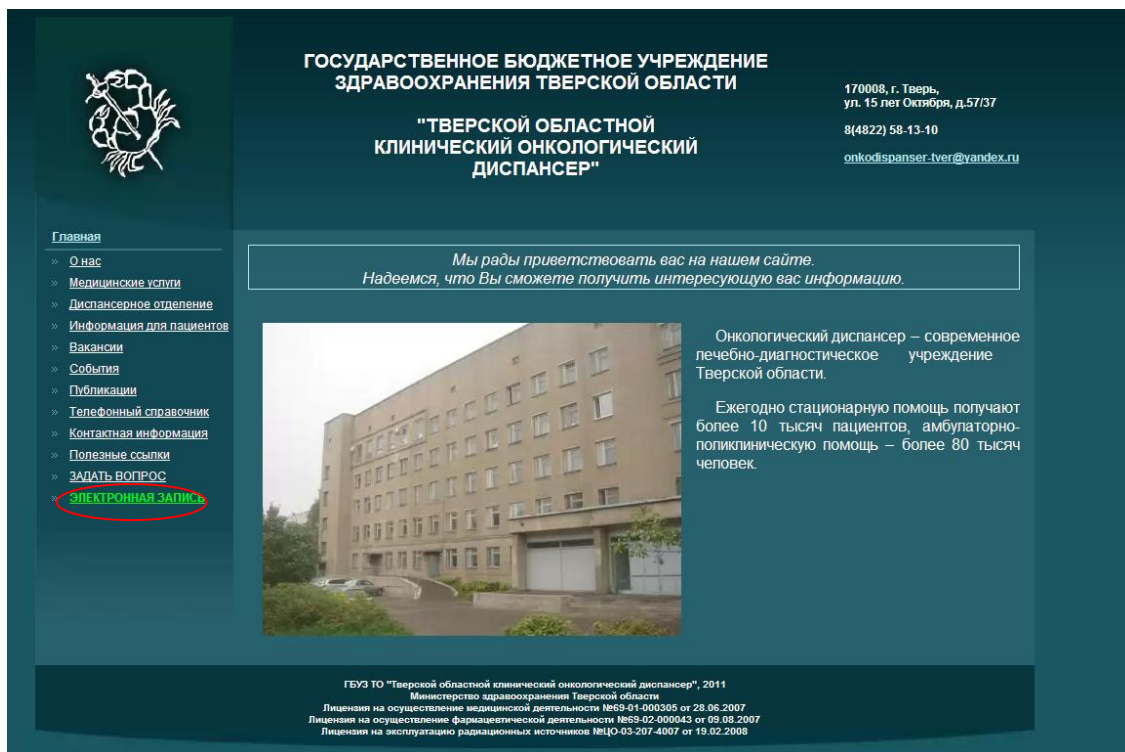 ГОСУДАРСТВЕННОЕ БЮДЖЕТНОЕ УЧРЕЖДЕНИЕ
ЗДРАВООХРАНЕНИЯ ТВЕРСКОЙ ОБЛАСТИ
"ТВЕРСКОЙ ОБЛАСТНОЙ
КЛИНИЧЕСКИЙ ОНКОЛОГИЧЕСКИЙ
ДИСПАНСЕР"
170008, г. Тверь,
ул. 15 лет Октября, д.57/37
8(4822) 58-13-10
onkodispanser-tver@yandex.ru
Главная
» О нас
» Медицинские услуги
» Диспансерное отделение
» Информация для пациентов
» Вакансии
» События
» Публикации
» Телефонный справочник
» Контактная информация
» Полезные ссылки
» ЗАДАТЬ ВОПРОС
» ЭЛЕКТРОННАЯ ЗАПИСЬ
Мы рады приветствовать вас на нашем сайте.
Надеемся, что Вы сможете получить интересующую вас информацию.
Онкологический диспансер – современное
лечебно-диагностическое учреждение
Тверской области.
Ежегодно стационарную помощь получают
более 10 тысяч пациентов, амбулаторно-
поликлиническую помощь – более 80 тысяч
человек.
ГБУЗ ТО "Тверской областной клинический онкологический диспансер", 2011
Министерство здравоохранения Тверской области
Лицензия на осуществление медицинской деятельности №69-01-000305 от 28.06.2007
Лицензия на осуществление фармацевтической деятельности №69-02-000043 от 09.08.2007
Лицензия на эксплуатацию радиационных источников №ЦО-03-207-4007 от 19.02.2008